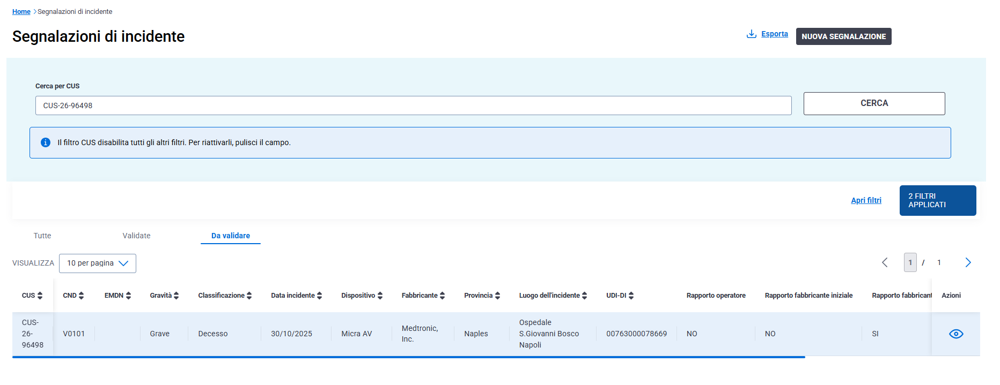 Home > Segnalazioni di incidente
Segnalazioni di incidente
Esporta
NUOVA SEGNALAZIONE
Cerca per CUS
CUS-26-96498
CERCA
Il filtro CUS disabilita tutti gli altri filtri. Per riattivarli, pulisci il campo.
Apri filtri
2 FILTRI
APPLICATI
Tutte
Validate
Da validare
VISUALIZZA
10 per pagina
1 / 1
CUS CND EMDN Gravità Classificazione Data incidente Dispositivo Fabbricante Provincia Luogo dell'incidente UDI-DI Rapporto operatore Rapporto fabbricante iniziale Rapporto fabbricant Azioni
CUS-
26-
96498
V0101
Grave
Decesso
30/10/2025
Micra AV
Medtronic,
Inc.
Naples
Ospedale
S.Giovanni Bosco
Napoli
00763000078669
NO
NO
SI